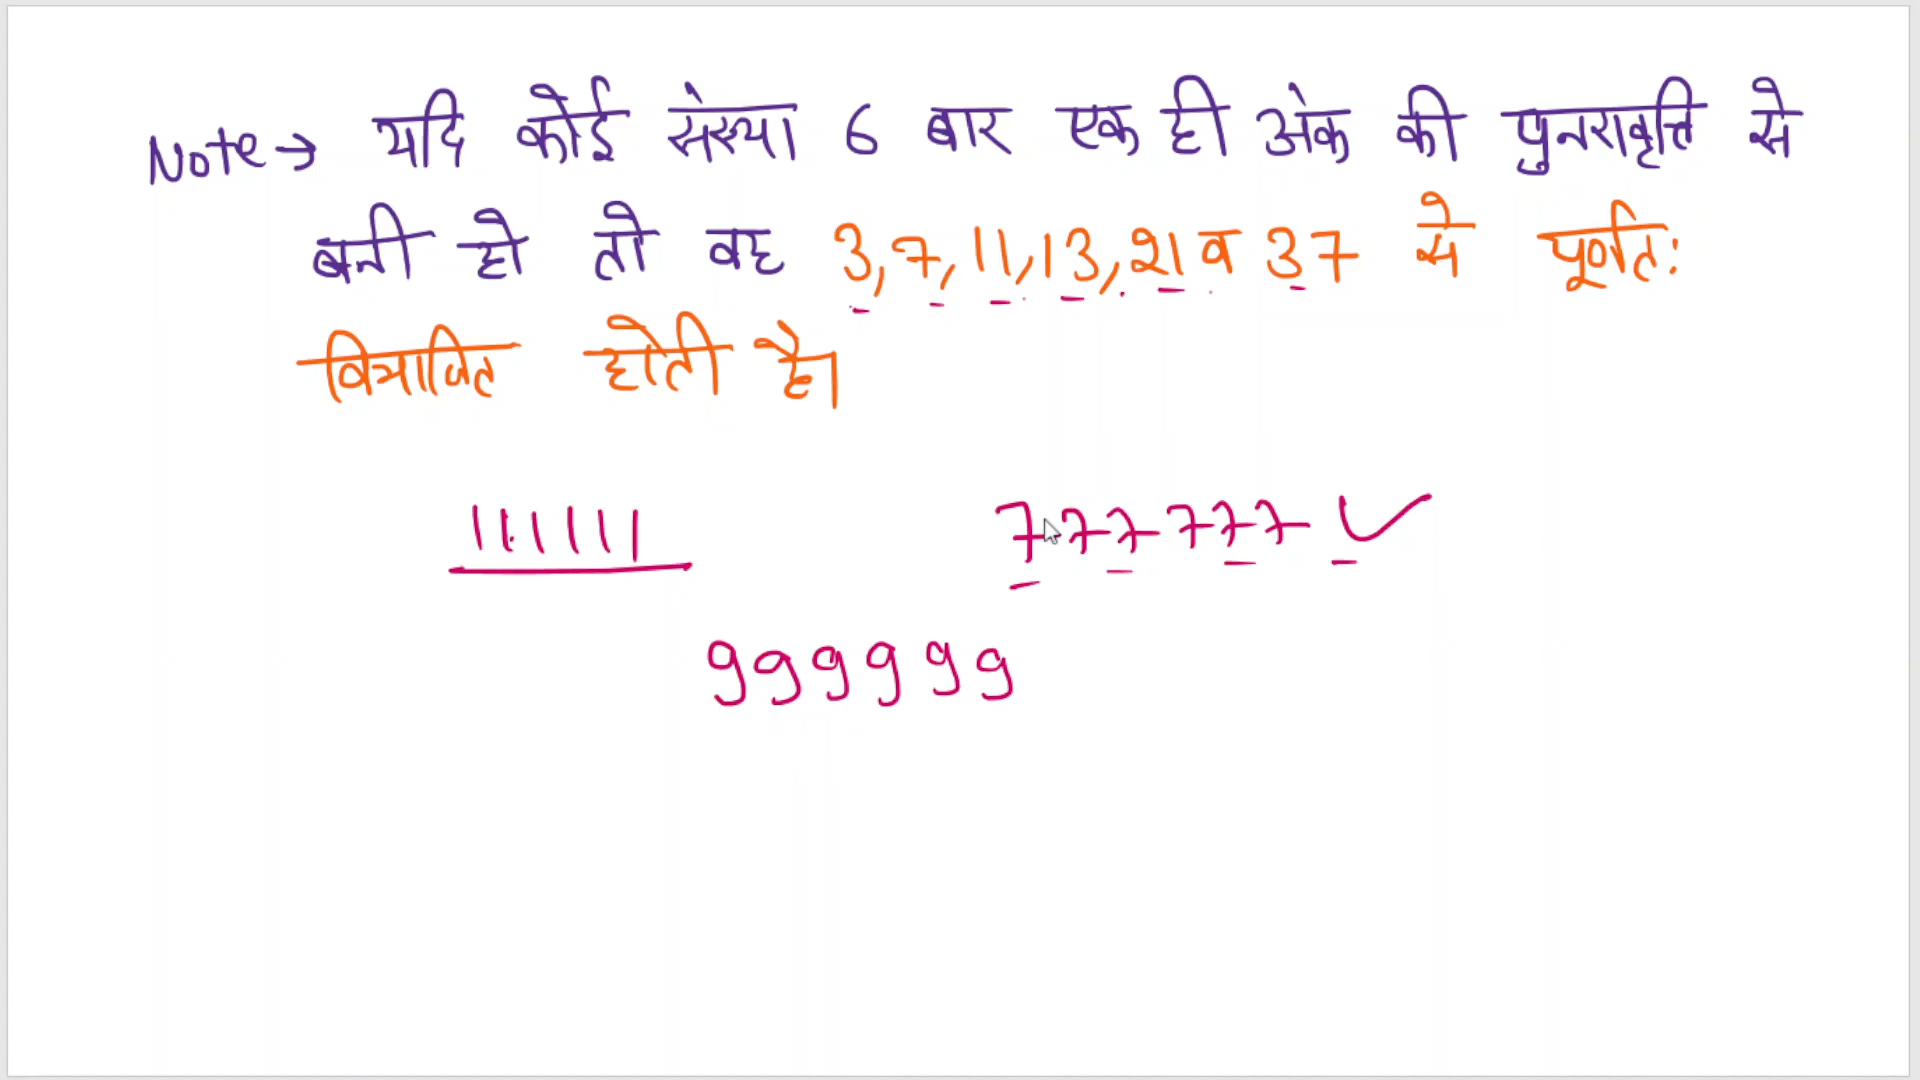 Note → यदि कोई संख्या 6 बार एक ही अंक की पुनरावृत्ति से
बनी हो तो वह 3, 7, 11, 13, 21 व 37 से पूर्णत:
विभाजित होती है।
111111 777777 ✓
999999